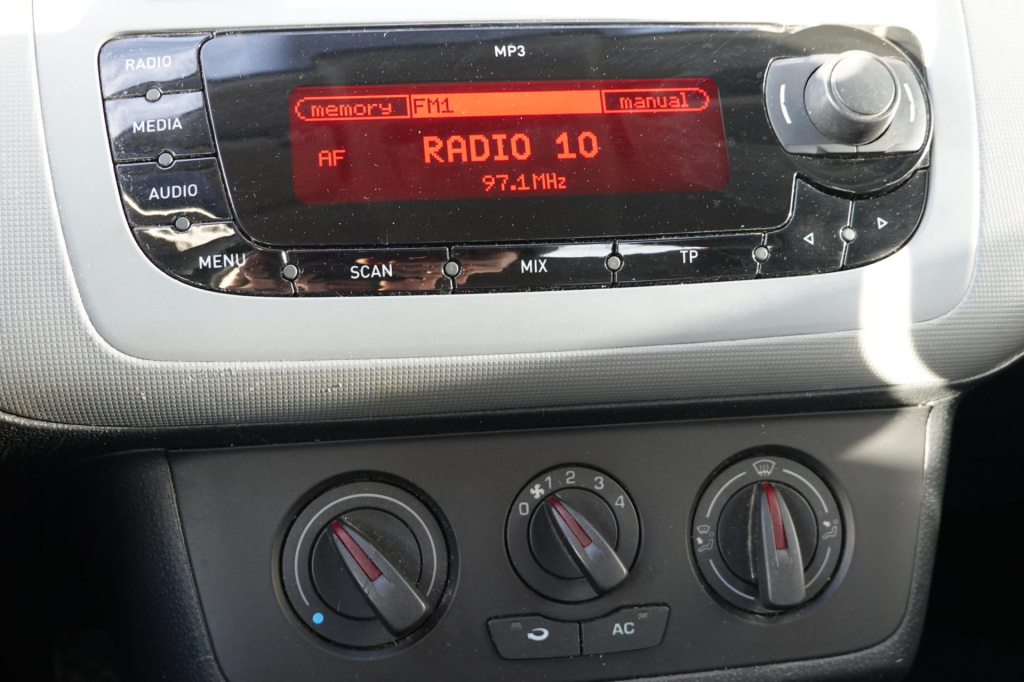 MP3
RADIO
MEDIA
AUDIO
MENU
memory FM1 manual
AF RADIO 10
97.1MHz
SCAN MIX TP
0 1 2 3 4
AC